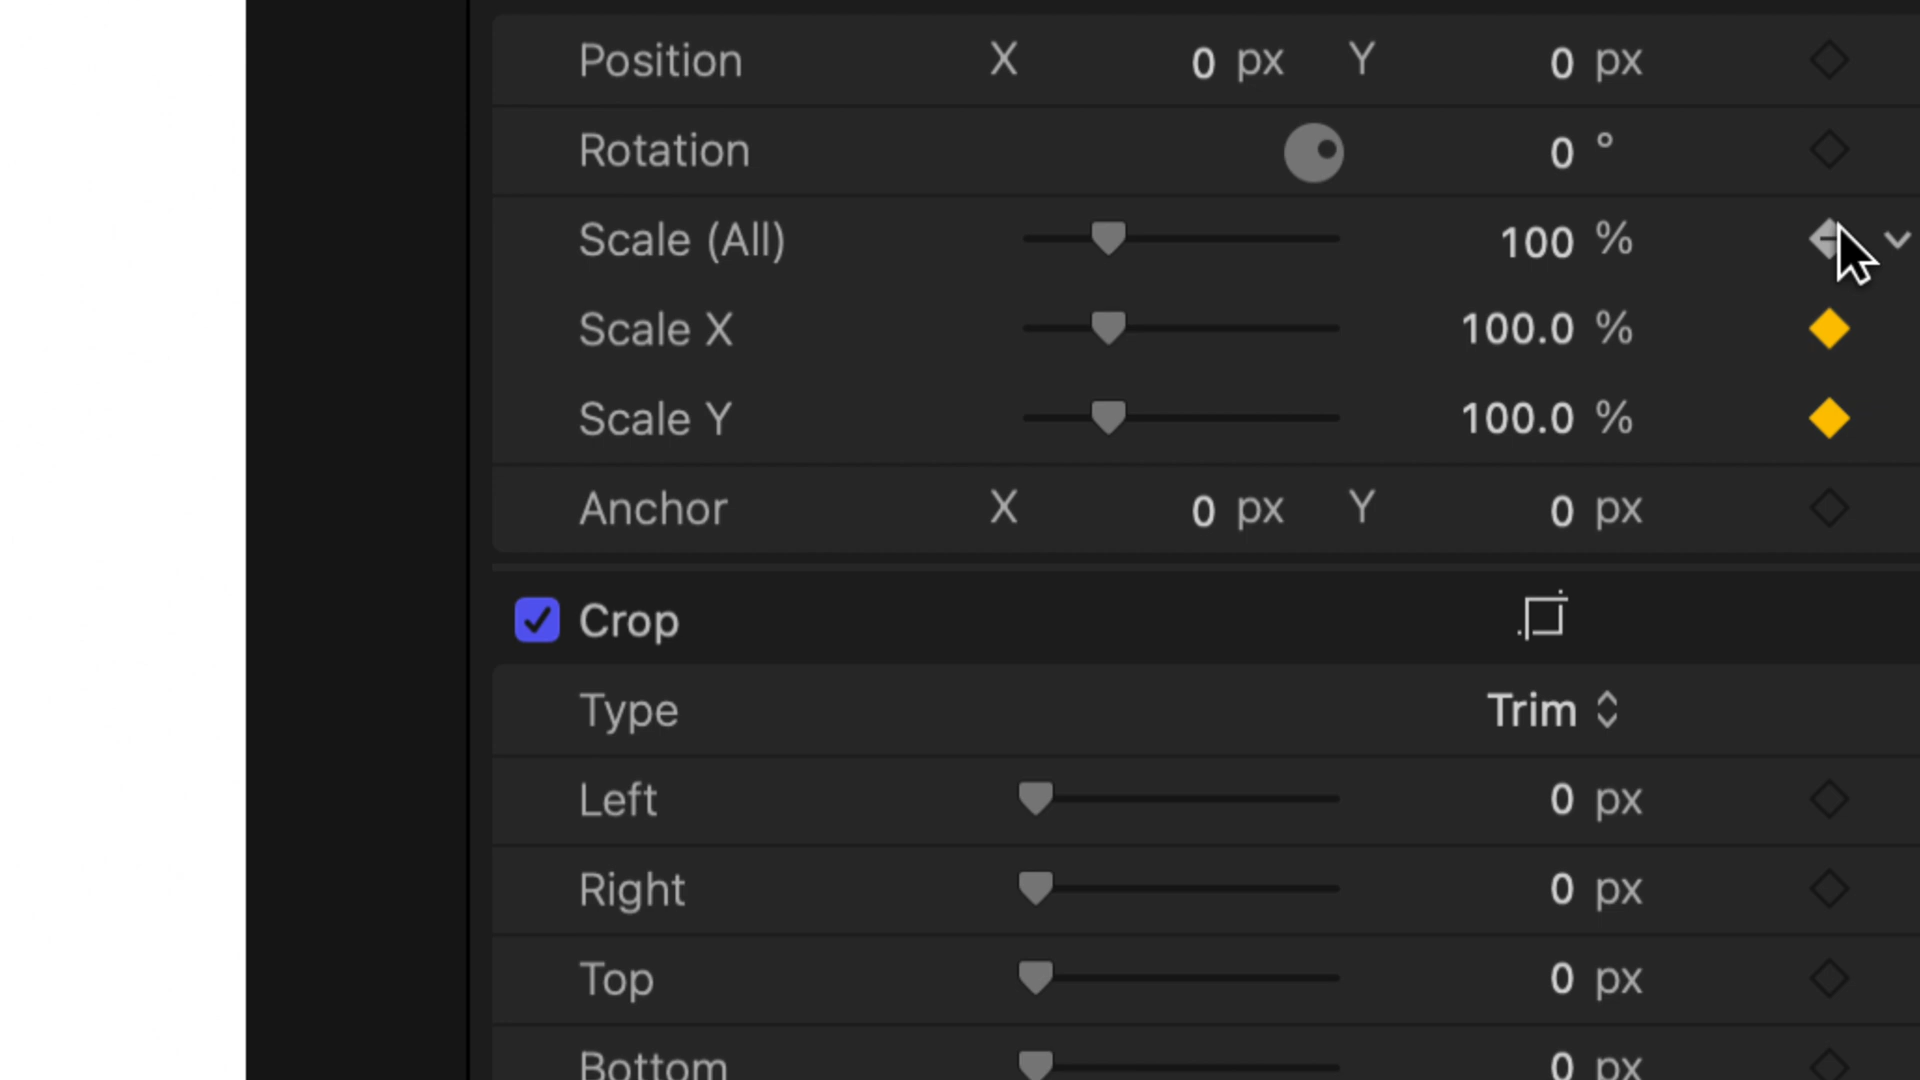 Position X 0 px Y 0 px
Rotation 0 °
Scale (All) 100 %
Scale X 100.0 %
Scale Y 100.0 %
Anchor X 0 px Y 0 px
Crop
Type Trim
Left 0 px
Right 0 px
Top 0 px
Bottom 0 px